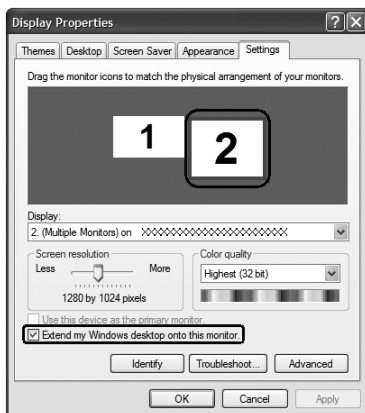 Display Properties
Themes Desktop Screen Saver Appearance Settings
Drag the monitor icons to match the physical arrangement of your monitors.
1 2
Display:
2. (Multiple Monitors) on XXXXXXXXXXXXXXXXXXXXXXXX
Screen resolution
Less More
1280 by 1024 pixels
Color quality
Highest (32 bit)
Use this device as the primary monitor.
Extend my Windows desktop onto this monitor.
Identify Troubleshoot... Advanced
OK Cancel Apply